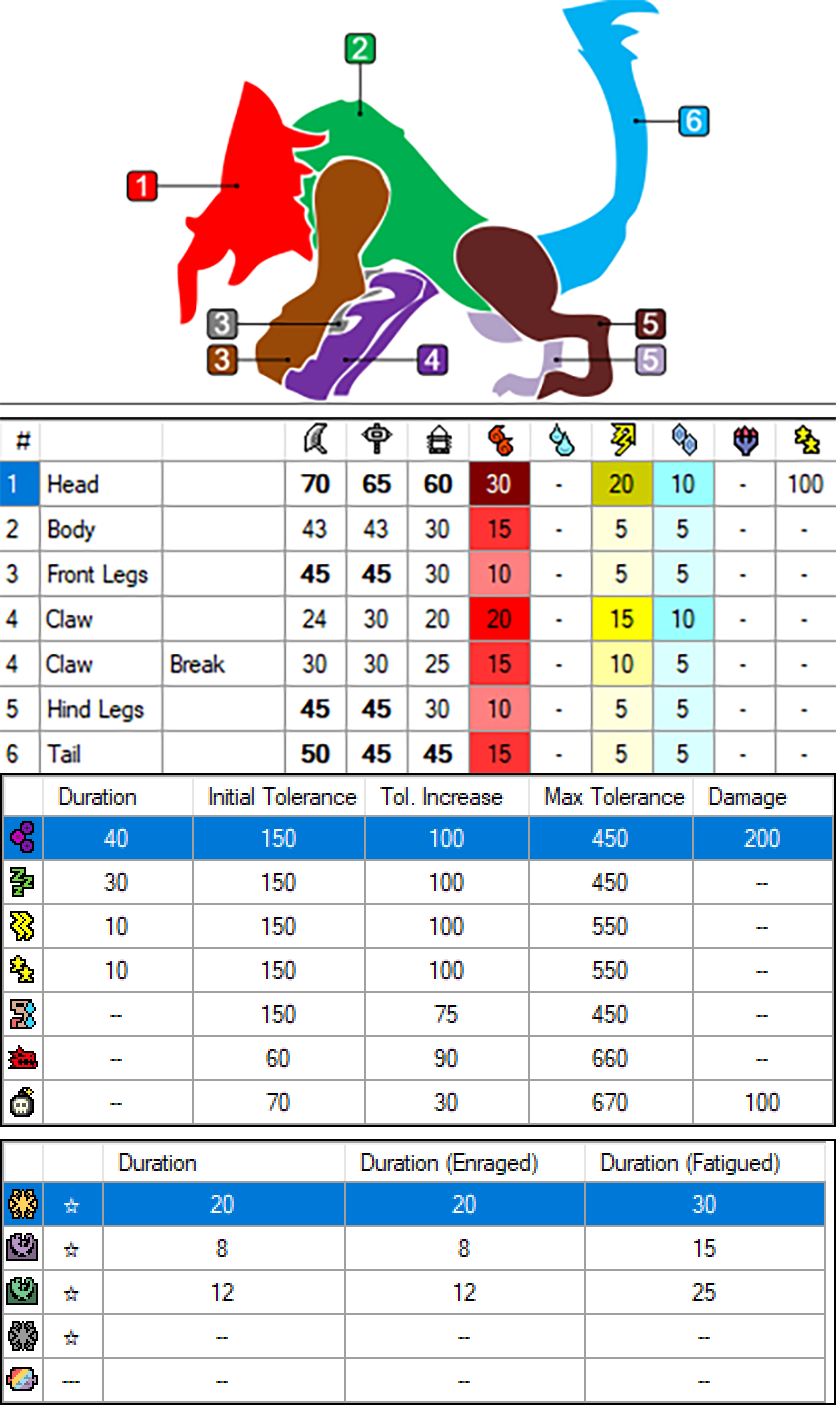 2
6
1
3
3
4
5
5
#
1 Head 70 65 60 30 - 20 10 - 100
2 Body 43 43 30 15 - 5 5 - -
3 Front Legs 45 45 30 10 - 5 5 - -
4 Claw 24 30 20 20 - 15 10 - -
4 Claw Break 30 30 25 15 - 10 5 - -
5 Hind Legs 45 45 30 10 - 5 5 - -
6 Tail 50 45 45 15 - 5 5 - -
Duration Initial Tolerance Tol. Increase Max Tolerance Damage
40 150 100 450 200
30 150 100 450 --
10 150 100 550 --
10 150 100 550 --
-- 150 75 450 --
-- 60 90 660 --
-- 70 30 670 100
Duration Duration (Enraged) Duration (Fatigued)
☆ 20 20 30
☆ 8 8 15
☆ 12 12 25
☆ -- -- --
--- -- -- --